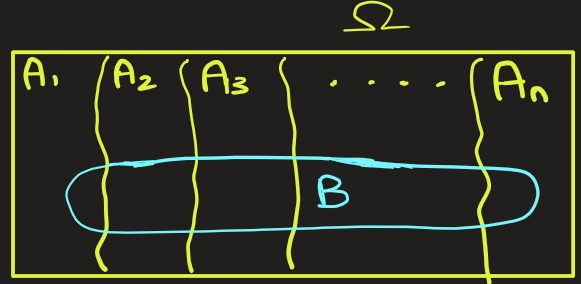 Ω
A₁ A₂ A₃ .... Aₙ
B